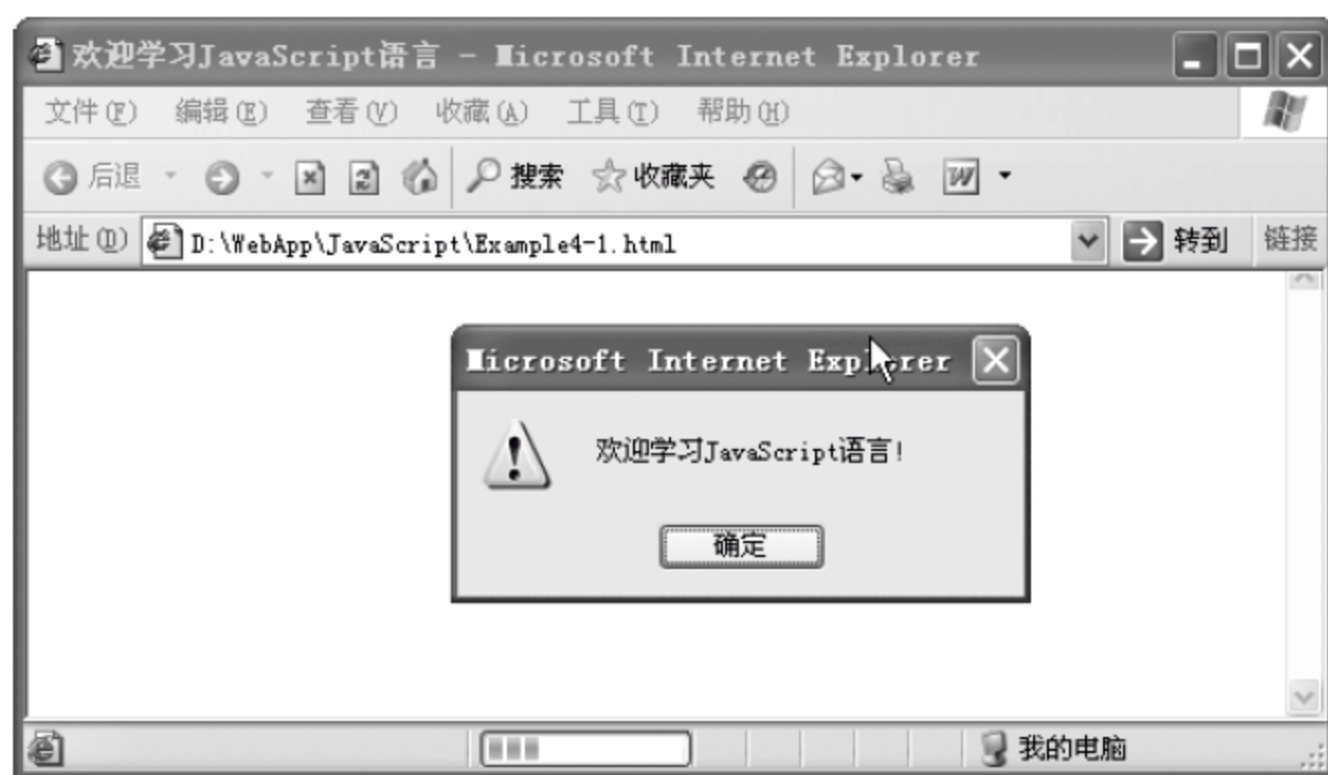 欢迎学习JavaScript语言 - Microsoft Internet Explorer
文件(F) 编辑(E) 查看(V) 收藏(A) 工具(T) 帮助(H)
后退 搜索 收藏夹 W
地址(D) D:\WebApp\JavaScript\Example4-1.html 转到 链接
Microsoft Internet Explorer
欢迎学习JavaScript语言!
确定
我的电脑